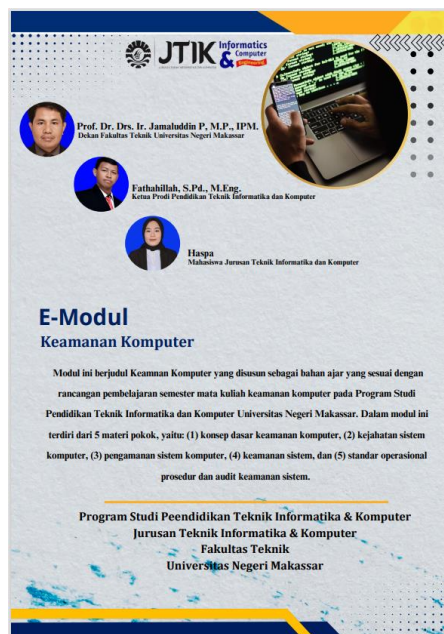 JTIK Informatics & Computer
Engineering
Prof. Dr. Drs. Ir. Jamaluddin P, M.P., IPM.
Dekan Fakultas Teknik Universitas Negeri Makassar
Fathahillah, S.Pd., M.Eng.
Ketua Prodi Pendidikan Teknik Informatika dan Komputer
Haspa
Mahasiswa Jurusan Teknik Informatika dan Komputer
E-Modul
Keamanan Komputer
Modul ini berjudul Keamnan Komputer yang disusun sebagai bahan ajar yang sesuai dengan
rancangan pembelajaran semester mata kuliah keamanan komputer pada Program Studi
Pendidikan Teknik Informatika dan Komputer Universitas Negeri Makassar. Dalam modul ini
terdiri dari 5 materi pokok, yaitu: (1) konsep dasar keamanan komputer, (2) kejahatan sistem
komputer, (3) pengamanan sistem komputer, (4) keamanan sistem, dan (5) standar operasional
prosedur dan audit keamanan sistem.
Program Studi Peendidikan Teknik Informatika & Komputer
Jurusan Teknik Informatika & Komputer
Fakultas Teknik
Universitas Negeri Makassar